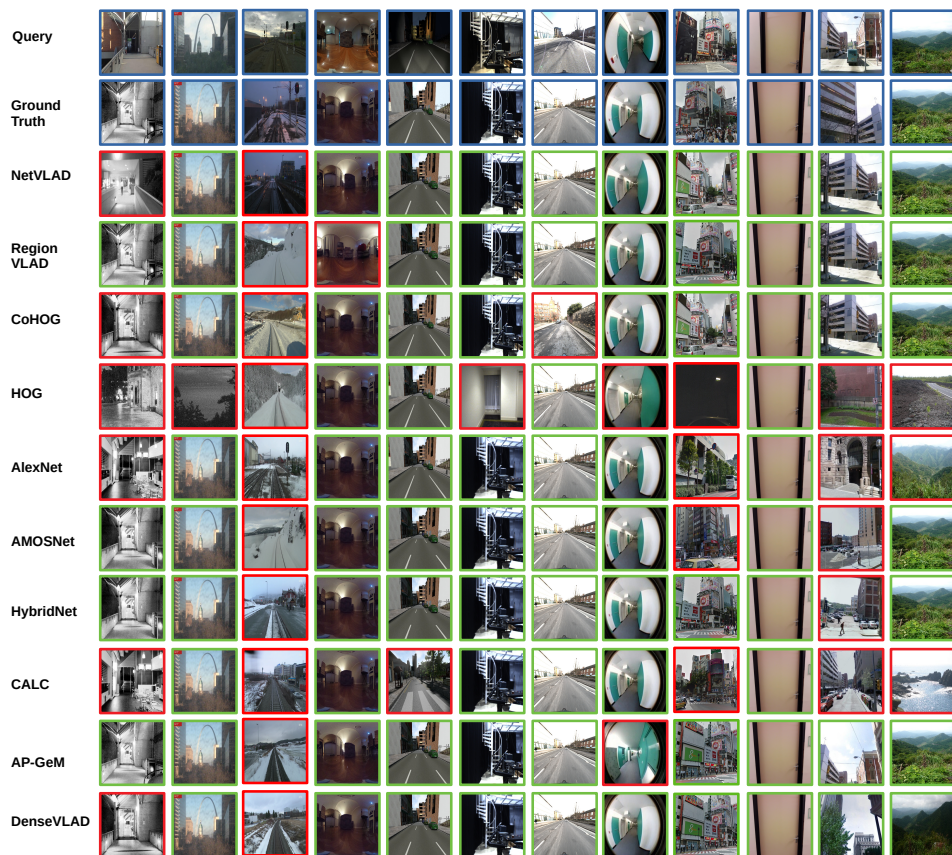 Query
Ground
Truth
NetVLAD
Region
VLAD
CoHOG
HOG
AlexNet
AMOSNet
HybridNet
CALC
AP-GeM
DenseVLAD